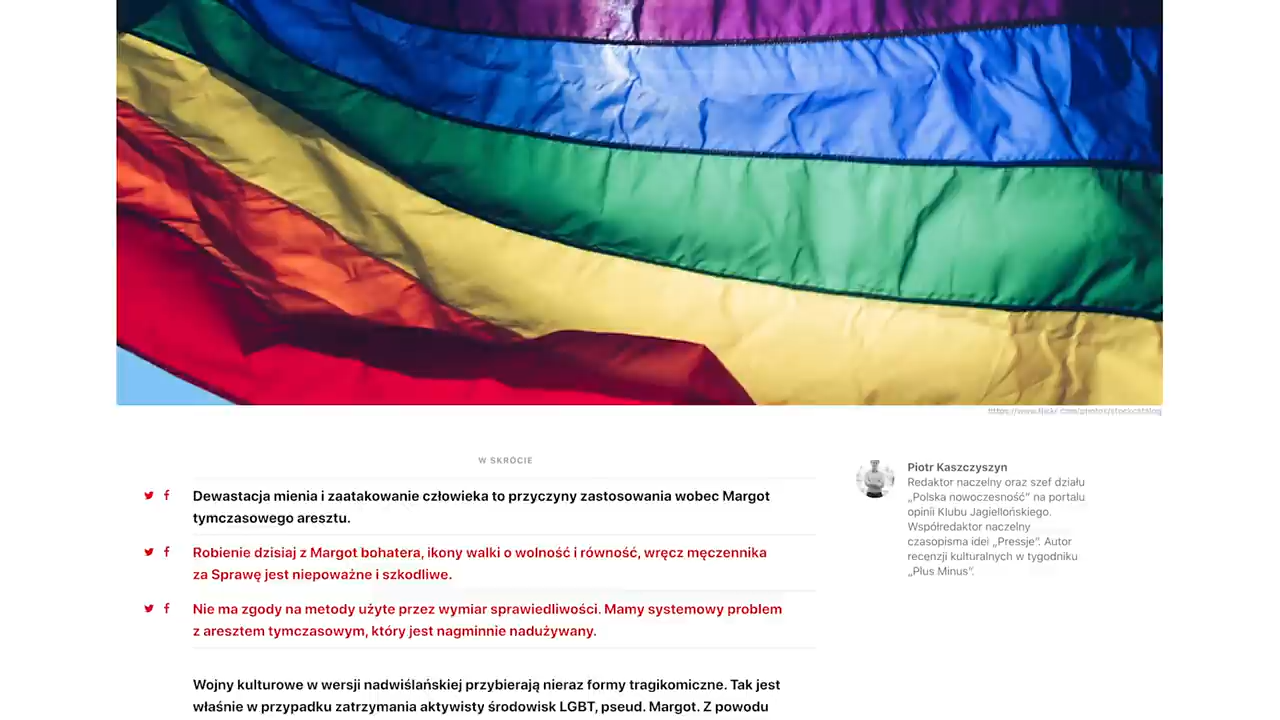 W SKRÓCIE
Dewastacja mienia i zaatakowanie człowieka to przyczyny zastosowania wobec Margot
tymczasowego aresztu.
Robienie dzisiaj z Margot bohatera, ikony walki o wolność i równość, wręcz męczennika
za Sprawę jest niepoważne i szkodliwe.
Nie ma zgody na metody użyte przez wymiar sprawiedliwości. Mamy systemowy problem
z aresztem tymczasowym, który jest nagminnie nadużywany.
Wojny kulturowe w wersji nadwiślańskiej przybierają nieraz formy tragikomiczne. Tak jest
właśnie w przypadku zatrzymania aktywisty środowisk LGBT, pseud. Margot. Z powodu
Piotr Kaszczyszyn
Redaktor naczelny oraz szef działu
„Polska nowoczesność” na portalu
opinii Klubu Jagiellońskiego.
Współredaktor naczelny
czasopisma idei „Pressje”. Autor
recenzji kulturalnych w tygodniku
„Plus Minus”.